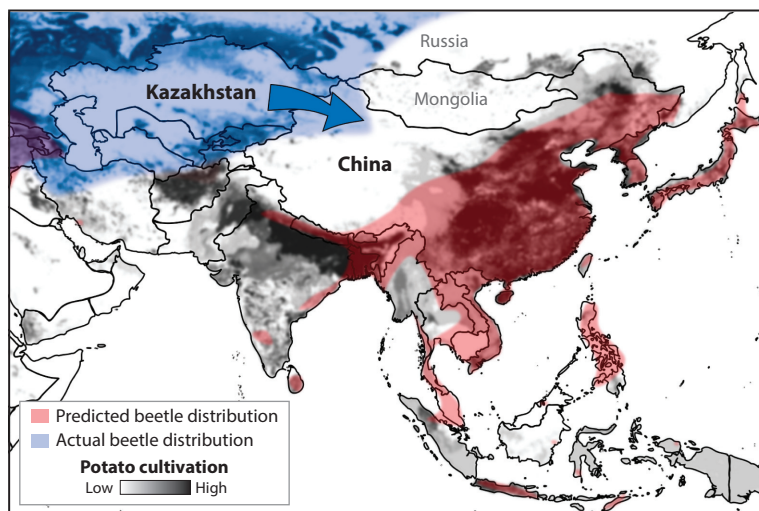 Russia
Kazakhstan
Mongolia
China
Predicted beetle distribution
Actual beetle distribution
Potato cultivation
Low High